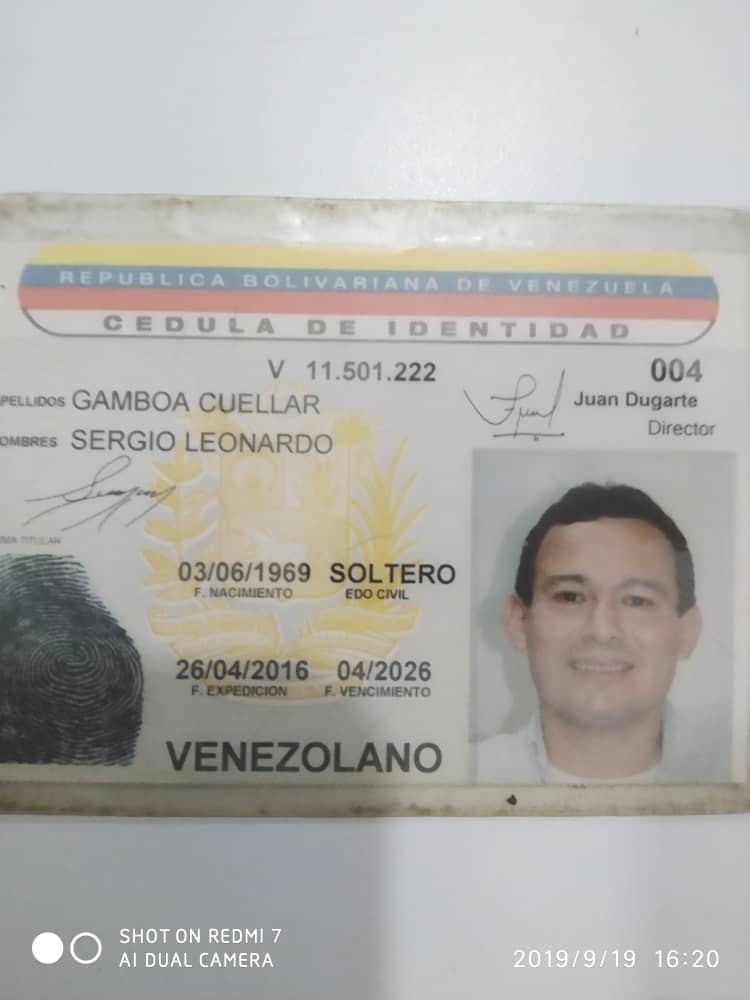 REPUBLICA BOLIVARIANA DE VENEZUELA
CEDULA DE IDENTIDAD
V 11.501.222
004
PELLIDOS GAMBOA CUELLAR
Juan Dugarte
Director
OMBRES SERGIO LEONARDO
MA TITULAR
03/06/1969 SOLTERO
F. NACIMIENTO EDO CIVIL
26/04/2016 04/2026
F. EXPEDICION F. VENCIMIENTO
VENEZOLANO
SHOT ON REDMI 7
AI DUAL CAMERA
2019/9/19 16:20